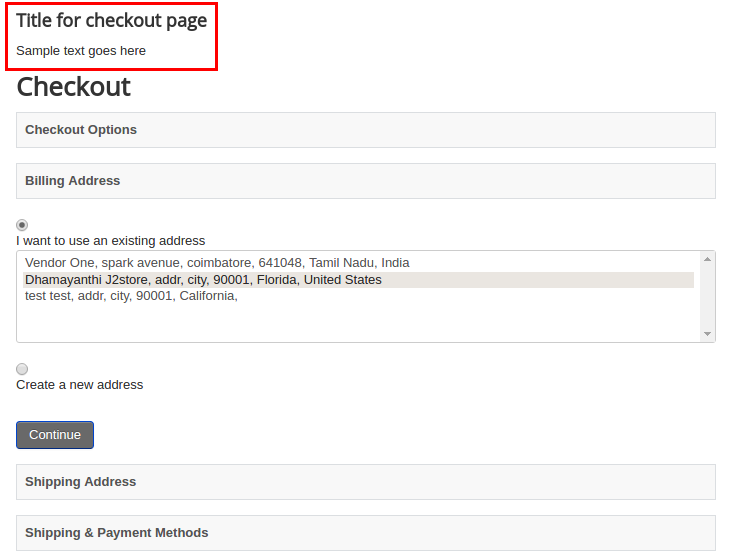 Title for checkout page
Sample text goes here
Checkout
Checkout Options
Billing Address
I want to use an existing address
Vendor One, spark avenue, coimbatore, 641048, Tamil Nadu, India
Dhamayanthi J2store, addr, city, 90001, Florida, United States
test test, addr, city, 90001, California,
Create a new address
Continue
Shipping Address
Shipping & Payment Methods